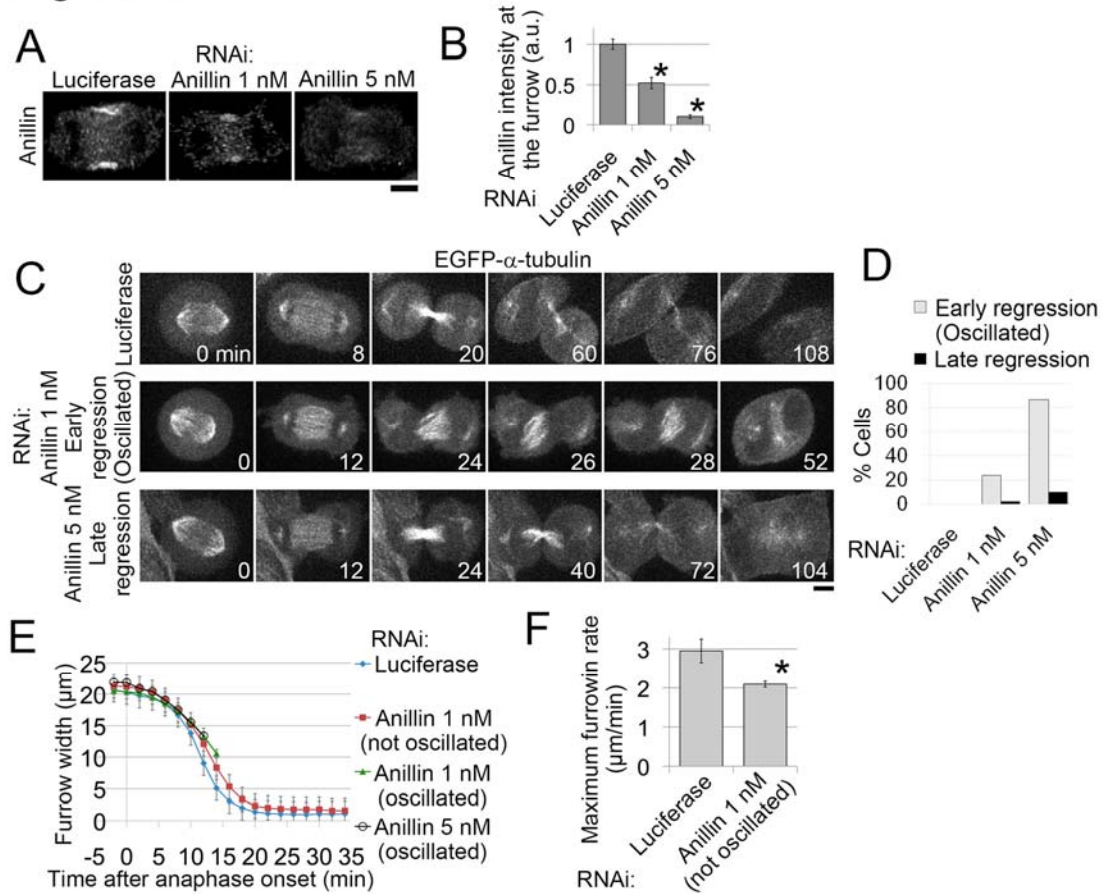 A
RNAi:
Luciferase Anillin 1 nM Anillin 5 nM
Anillin
B
Anillin intensity at
the furrow (a.u.)
1
0.5
0
*
*
RNAi
Luciferase
Anillin 1 nM
Anillin 5 nM
C
EGFP-α-tubulin
RNAi:
Luciferase
0 min 8 20 60 76 108
Anillin 1 nM
Early
regression
(Oscillated)
0 12 24 26 28 52
Anillin 5 nM
Late
regression
0 12 24 40 72 104
D
Early regression
(Oscillated)
Late regression
% Cells
100
80
60
40
20
0
RNAi:
Luciferase
Anillin 1 nM
Anillin 5 nM
E
Furrow width (µm)
25
20
15
10
5
0
-5 0 5 10 15 20 25 30 35
Time after anaphase onset (min)
RNAi:
Luciferase
Anillin 1 nM
(not oscillated)
Anillin 1 nM
(oscillated)
Anillin 5 nM
(oscillated)
F
Maximum furrowin rate
(µm/min)
3
2
2
0
*
RNAi:
Luciferase
Anillin 1 nM
(not oscillated)